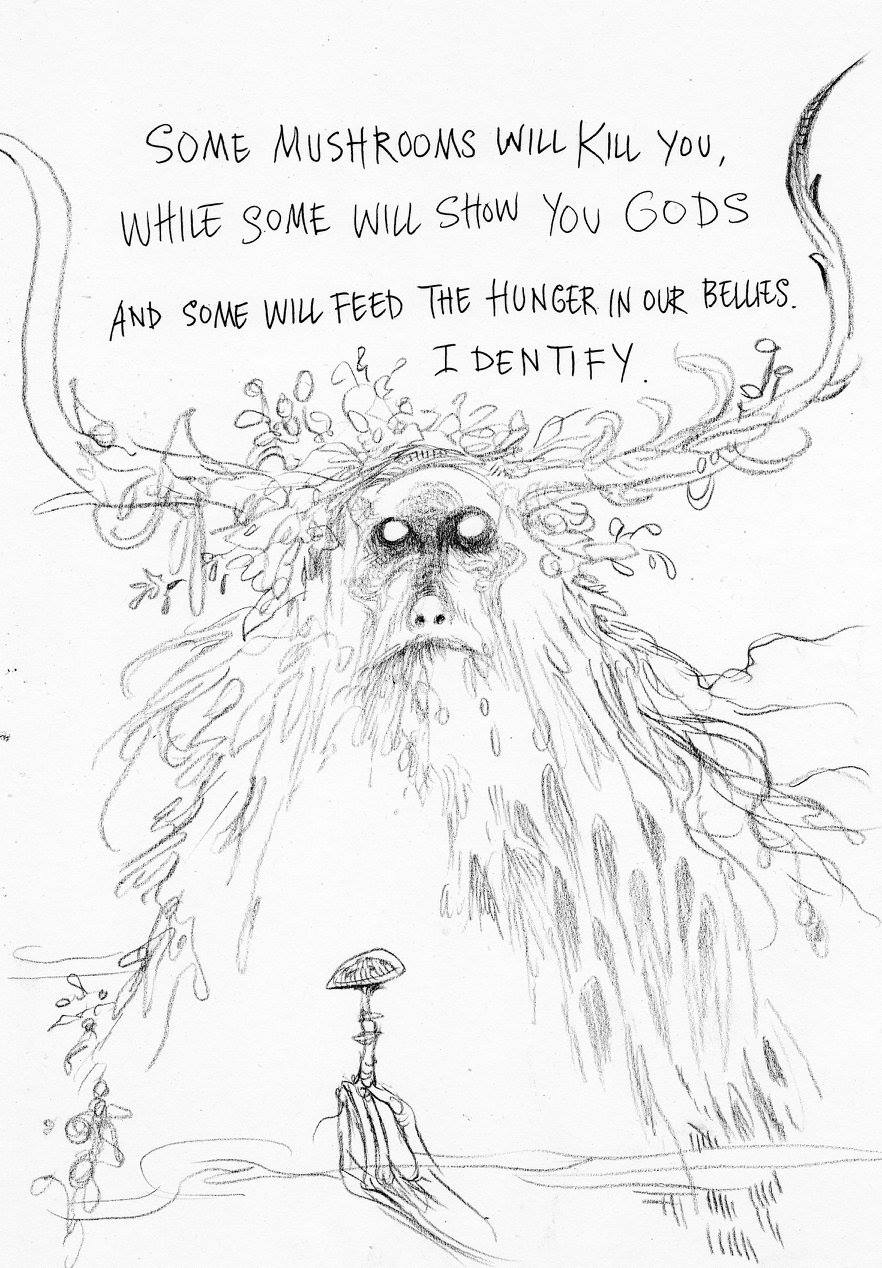 SOME MUSHROOMS WILL KILL YOU,
WHILE SOME WILL SHOW YOU GODS
AND SOME WILL FEED THE HUNGER IN OUR BELLIES.
IDENTIFY.